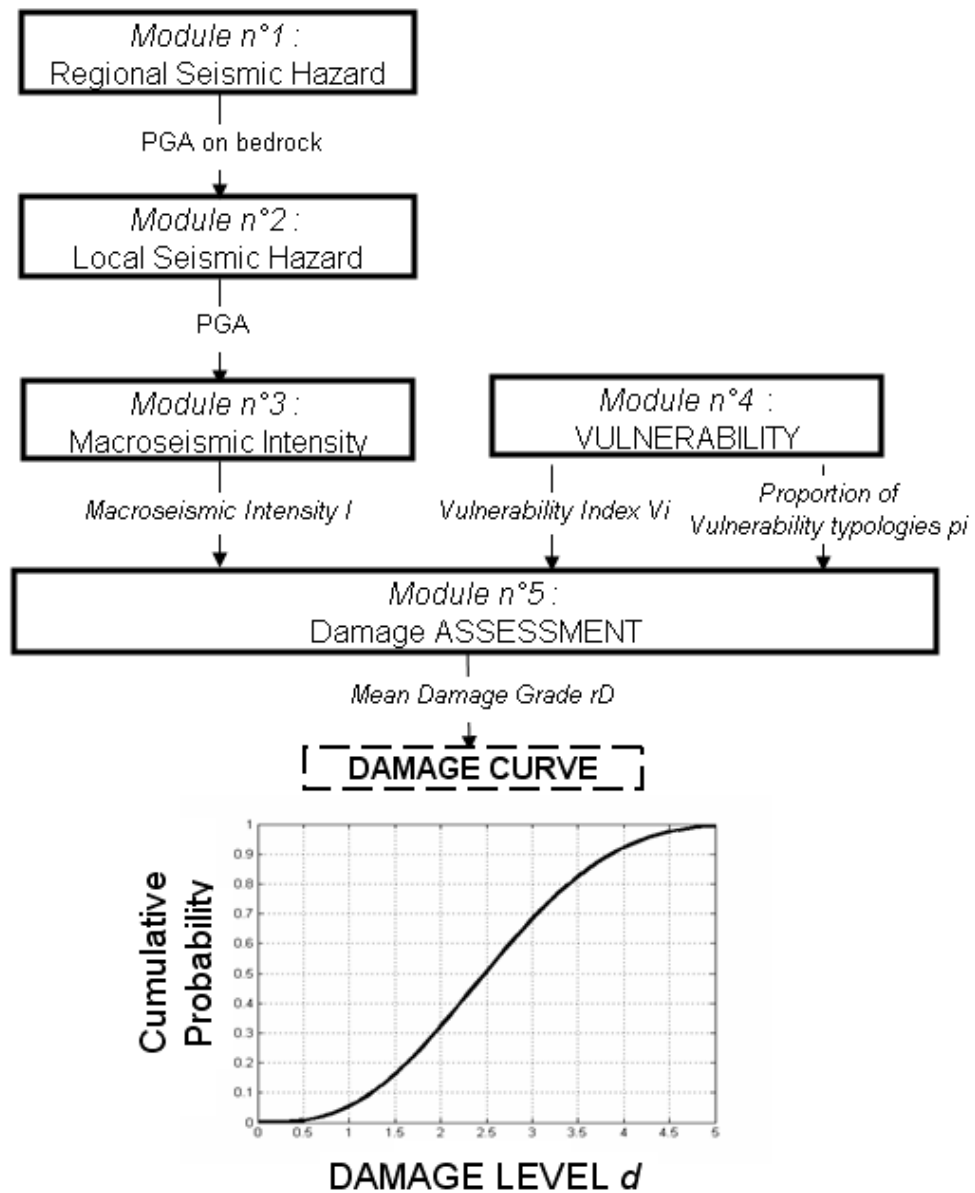 Module n°1 :
Regional Seismic Hazard
PGA on bedrock
Module n°2 :
Local Seismic Hazard
PGA
Module n°3 :
Macroseismic Intensity
Module n°4 :
VULNERABILITY
Macroseismic Intensity I
Vulnerability Index Vi
Proportion of
Vulnerability typologies pi
Module n°5 :
Damage ASSESSMENT
Mean Damage Grade rD
DAMAGE CURVE
Cumulative
Probability
1
0.9
0.8
0.7
0.6
0.5
0.4
0.3
0.2
0.1
0
0 0.5 1 1.5 2 2.5 3 3.5 4 4.5 5
DAMAGE LEVEL d